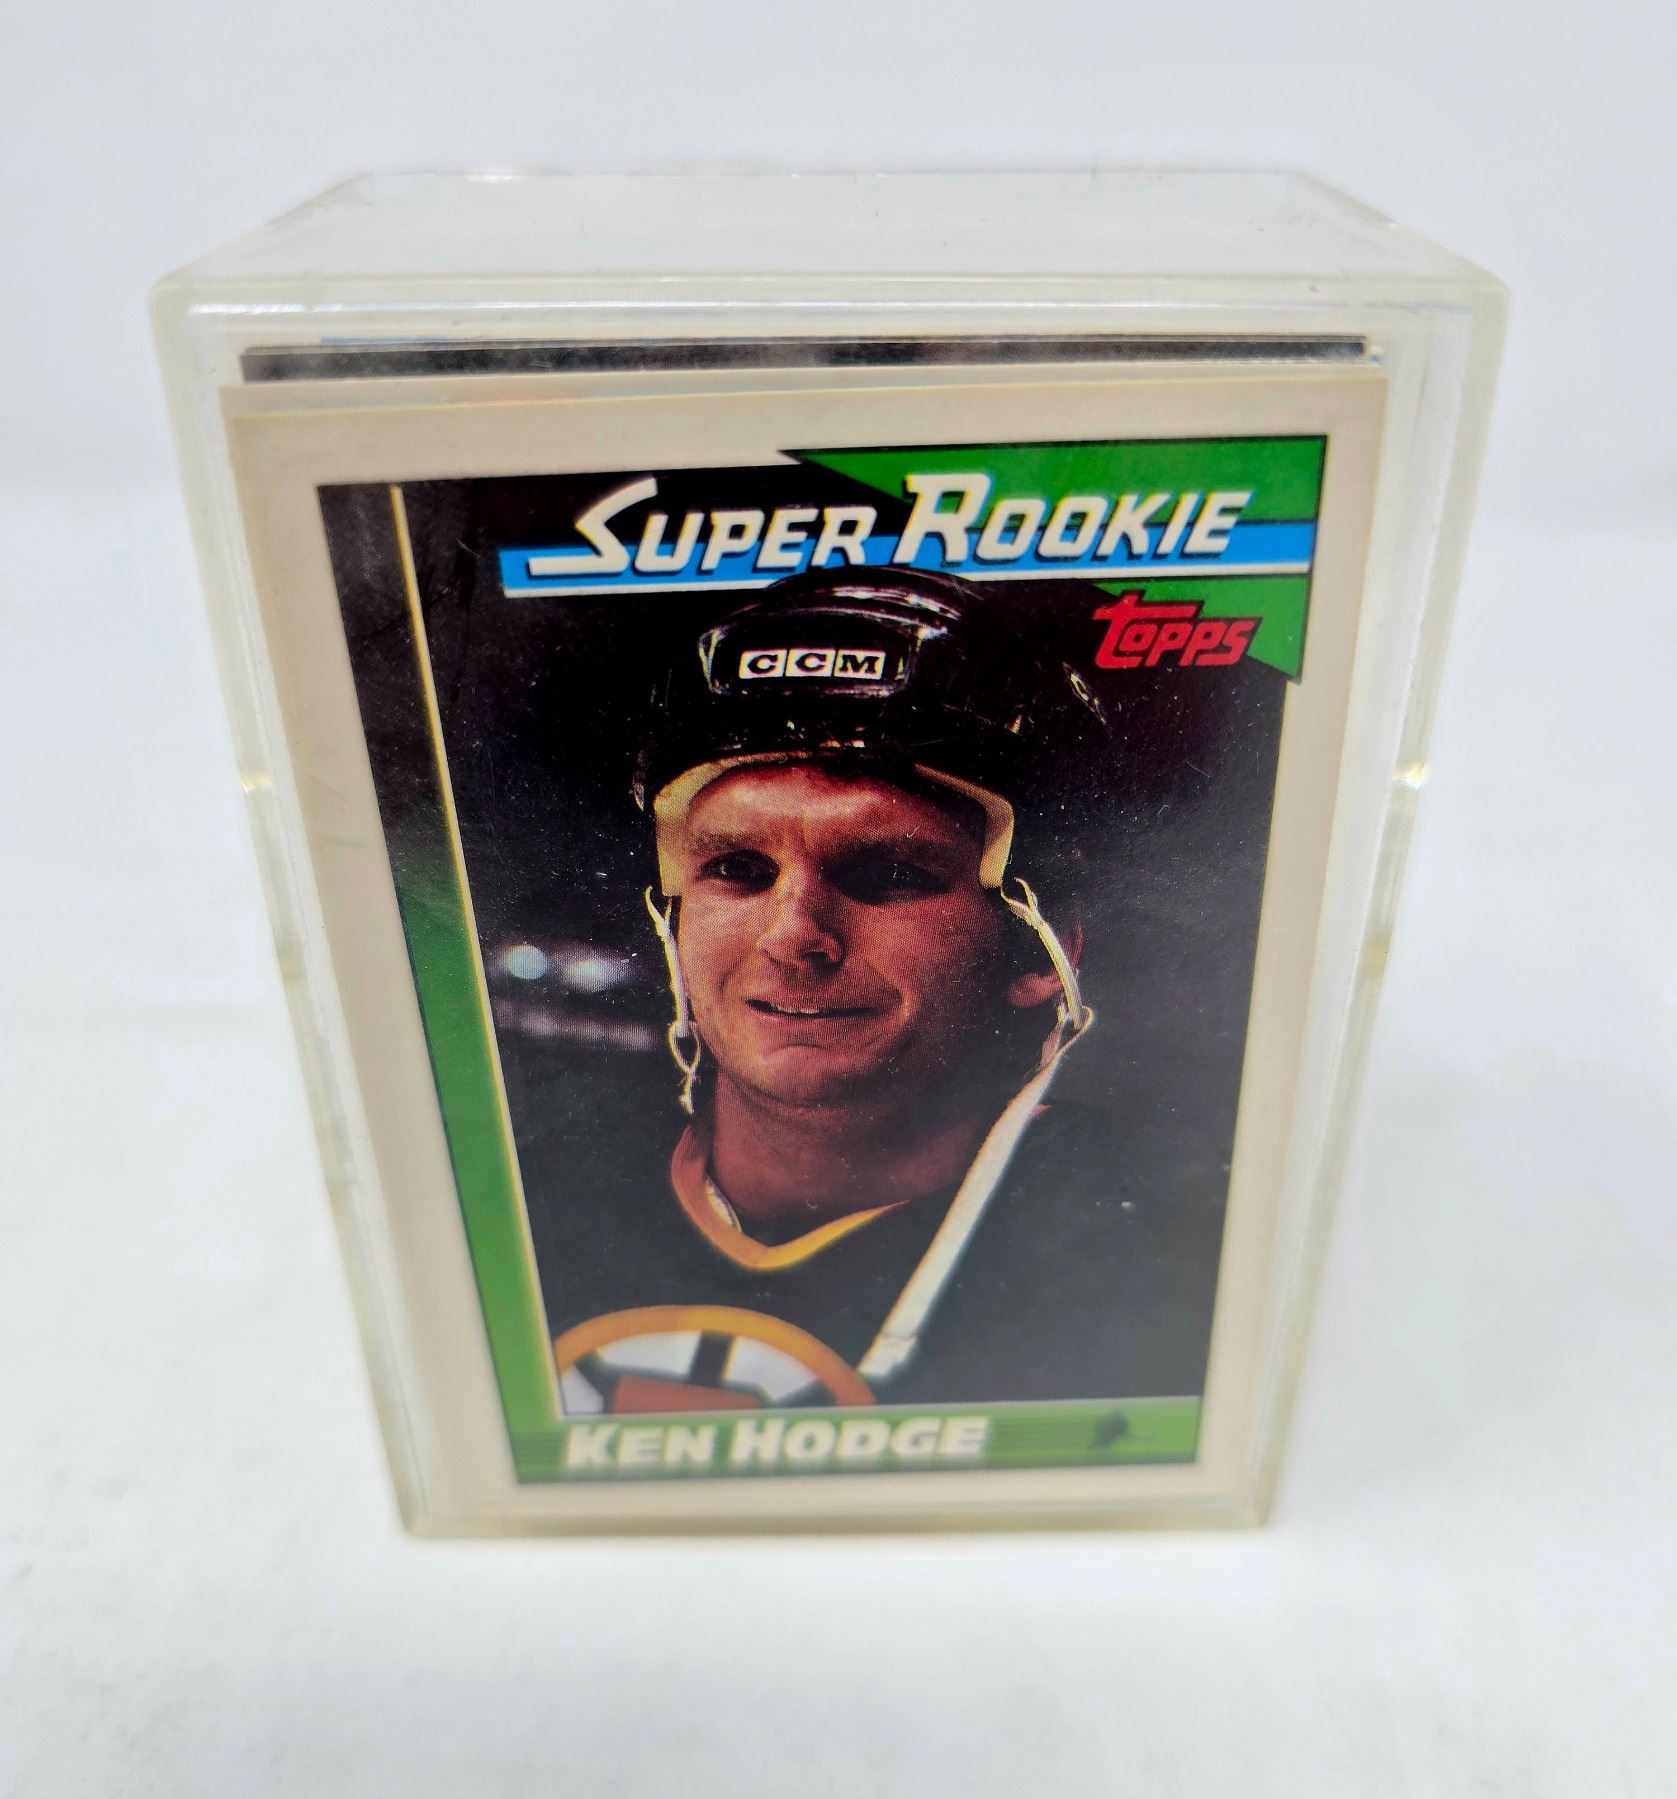 SUPER ROOKIE
TOPPS
CCM
KEN HODGE